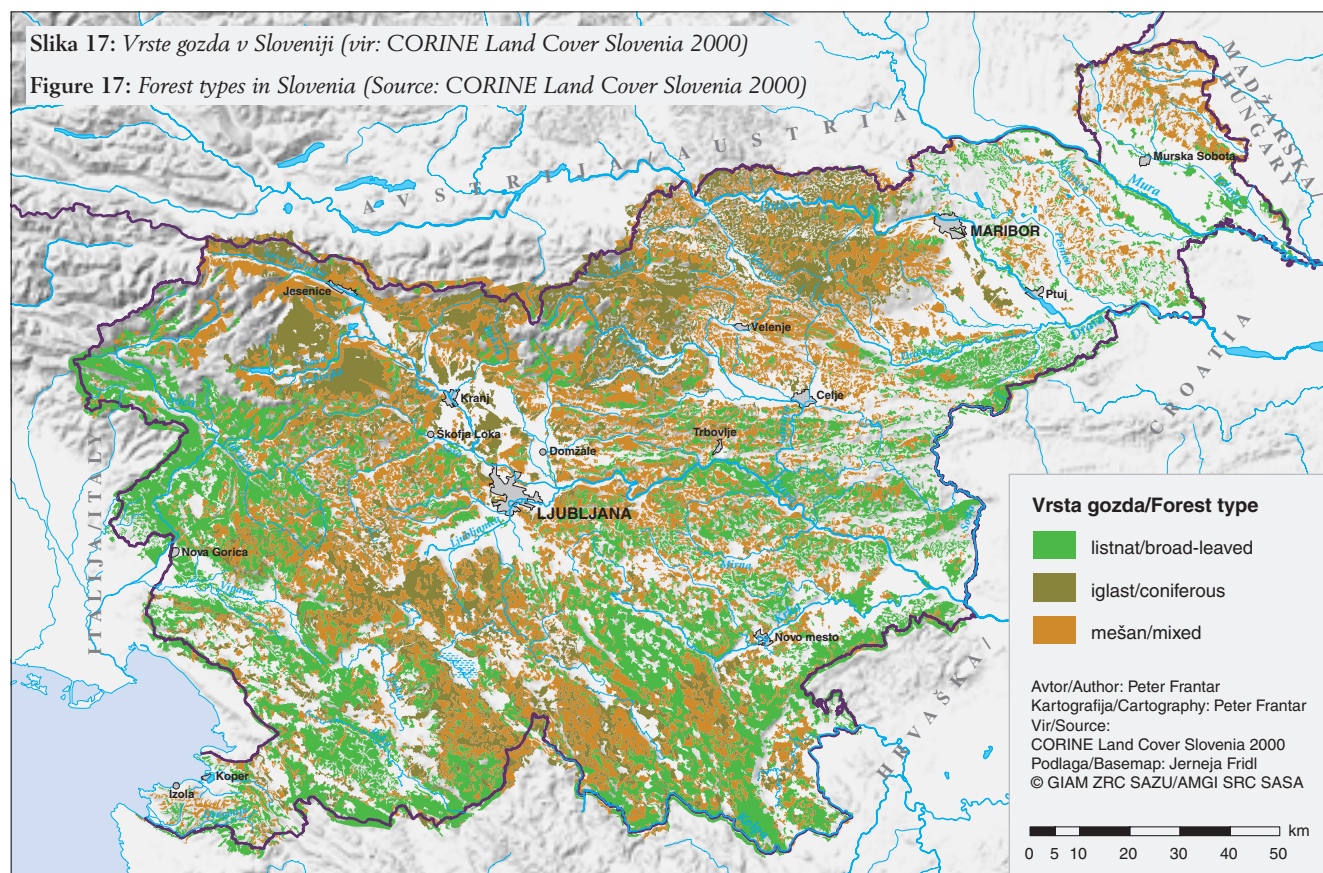 Slika 17: Vrste gozda v Sloveniji (vir: CORINE Land Cover Slovenia 2000)
Figure 17: Forest types in Slovenia (Source: CORINE Land Cover Slovenia 2000)
MADŽARSKA/
HUNGARY
AVSTRIJA/AUSTRIA
Murska Sobota
Mura
Drava
MARIBOR
Jesenice
Ptuj
Velenje
Drava
CROATIA
Kranj
Celje
Škofja Loka
Trbovlje
Domžale
ITALIJA/ITALY
LJUBLJANA
Ljubljanica
Nova Gorica
Mirna
Vipava
Novo mesto
HRVAŠKA/
Koper
Izola
Vrsta gozda/Forest type
listnat/broad-leaved
iglast/coniferous
mešan/mixed
Avtor/Author: Peter Frantar
Kartografija/Cartography: Peter Frantar
Vir/Source:
CORINE Land Cover Slovenia 2000
Podlaga/Basemap: Jerneja Fridl
© GIAM ZRC SAZU/AMGI SRC SASA
km
0 5 10 20 30 40 50